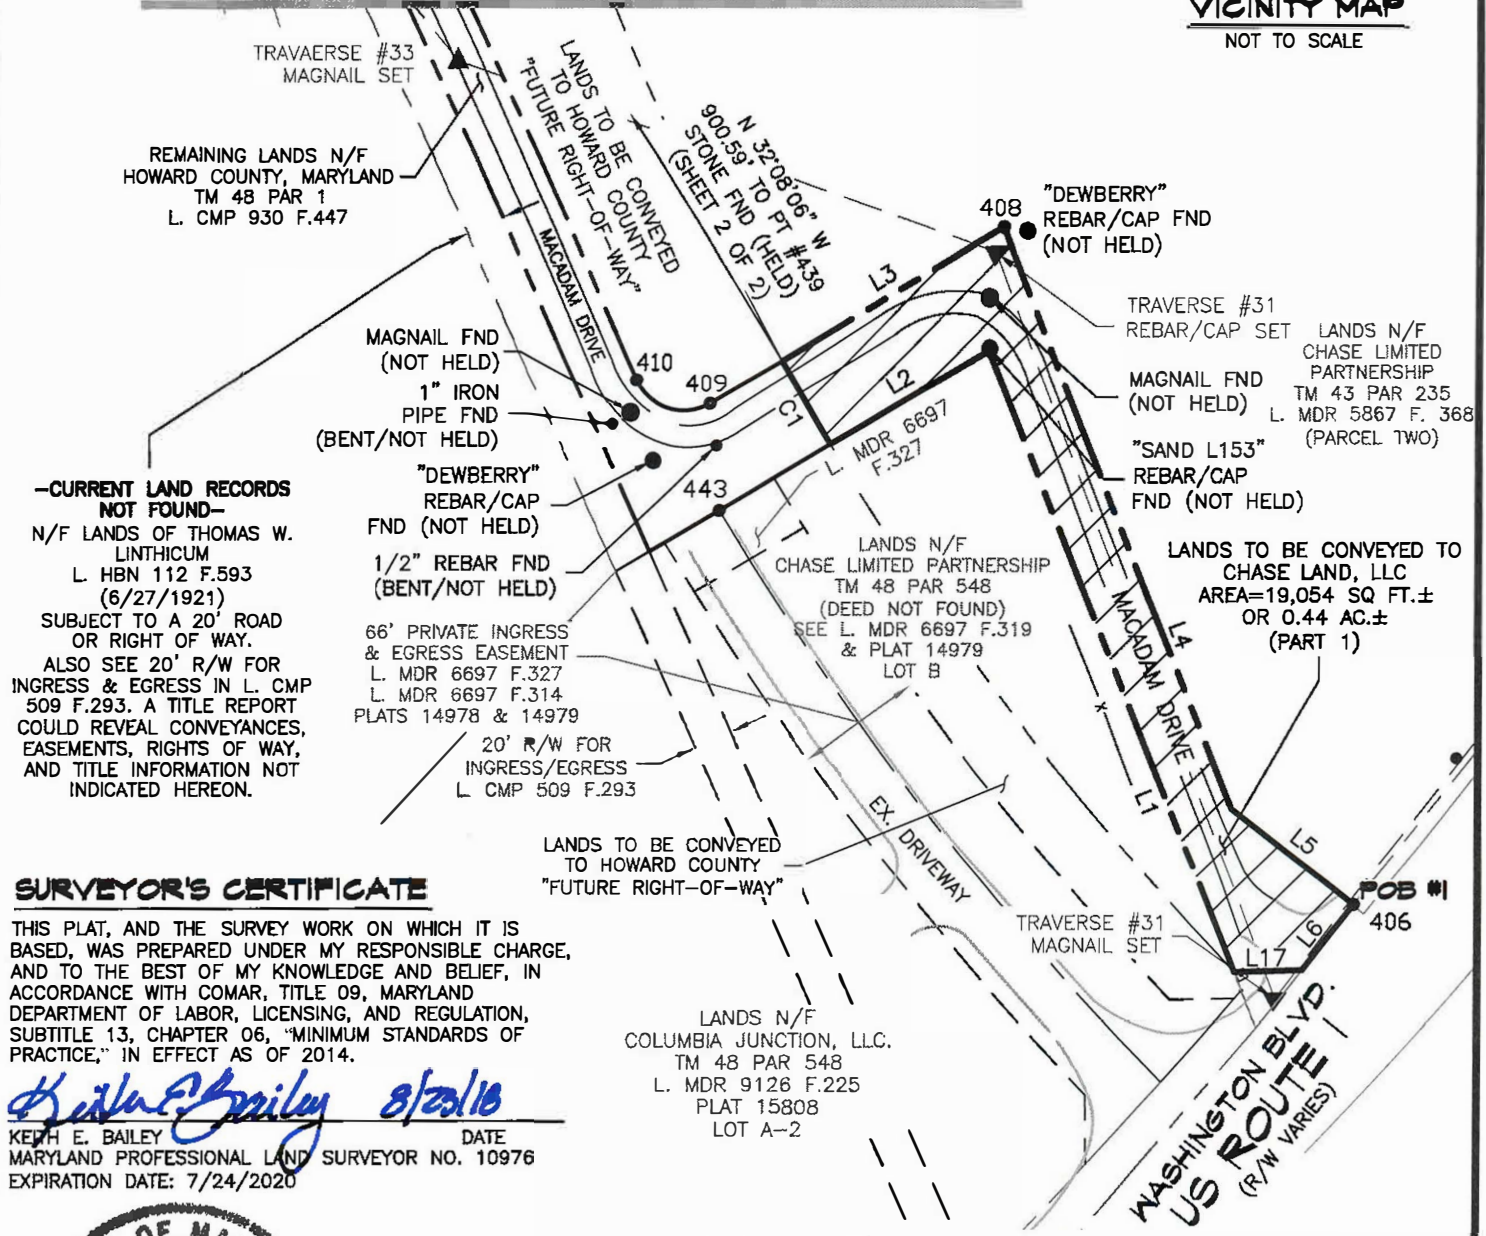 VICINITY MAP
NOT TO SCALE
TRAVAERSE #33
MAGNAIL SET
REMAINING LANDS N/F
HOWARD COUNTY, MARYLAND
TM 48 PAR 1
L. CMP 930 F.447
LANDS TO BE CONVEYED
TO HOWARD COUNTY
"FUTURE RIGHT-OF-WAY"
N 32°08'06" W
900.59' TO PT #439
STONE FND (HELD)
(SHEET 2 OF 2)
MACADAM DRIVE
408
"DEWBERRY"
REBAR/CAP FND
(NOT HELD)
L3
TRAVERSE #31
REBAR/CAP SET
LANDS N/F
CHASE LIMITED
PARTNERSHIP
TM 43 PAR 235
L. MDR 5867 F. 368
(PARCEL TWO)
MAGNAIL FND
(NOT HELD)
410
409
C1
L2
MAGNAIL FND
(NOT HELD)
1" IRON
PIPE FND
(BENT/NOT HELD)
"SAND L153"
REBAR/CAP
FND (NOT HELD)
L. MDR 6697
F.327
"DEWBERRY"
REBAR/CAP
FND (NOT HELD)
443
1/2" REBAR FND
(BENT/NOT HELD)
-CURRENT LAND RECORDS
NOT FOUND-
N/F LANDS OF THOMAS W.
LINTHICUM
L. HBN 112 F.593
(6/27/1921)
SUBJECT TO A 20' ROAD
OR RIGHT OF WAY.
ALSO SEE 20' R/W FOR
INGRESS & EGRESS IN L. CMP
509 F.293. A TITLE REPORT
COULD REVEAL CONVEYANCES,
EASEMENTS, RIGHTS OF WAY,
AND TITLE INFORMATION NOT
INDICATED HEREON.
LANDS N/F
CHASE LIMITED PARTNERSHIP
TM 48 PAR 548
(DEED NOT FOUND)
SEE L. MDR 6697 F.319
& PLAT 14979
LOT B
LANDS TO BE CONVEYED TO
CHASE LAND, LLC
AREA=19,054 SQ FT.±
OR 0.44 AC.±
(PART 1)
66' PRIVATE INGRESS
& EGRESS EASEMENT
L. MDR 6697 F.327
L. MDR 6697 F.314
PLATS 14978 & 14979
MACADAM DRIVE
L4
L1
x
20' R/W FOR
INGRESS/EGRESS
L CMP 509 F.293
EX. DRIVEWAY
LANDS TO BE CONVEYED
TO HOWARD COUNTY
"FUTURE RIGHT-OF-WAY"
L5
POB #1
406
L6
L17
TRAVERSE #31
MAGNAIL SET
SURVEYOR'S CERTIFICATE
THIS PLAT, AND THE SURVEY WORK ON WHICH IT IS
BASED, WAS PREPARED UNDER MY RESPONSIBLE CHARGE,
AND TO THE BEST OF MY KNOWLEDGE AND BELIEF, IN
ACCORDANCE WITH COMAR, TITLE 09, MARYLAND
DEPARTMENT OF LABOR, LICENSING, AND REGULATION,
SUBTITLE 13, CHAPTER 06, "MINIMUM STANDARDS OF
PRACTICE," IN EFFECT AS OF 2014.
Keith E. Bailey 8/23/18
KEITH E. BAILEY DATE
MARYLAND PROFESSIONAL LAND SURVEYOR NO. 10976
EXPIRATION DATE: 7/24/2020
LANDS N/F
COLUMBIA JUNCTION, LLC.
TM 48 PAR 548
L. MDR 9126 F.225
PLAT 15808
LOT A-2
WASHINGTON BLVD.
US ROUTE 1
(R/W VARIES)
OF MA